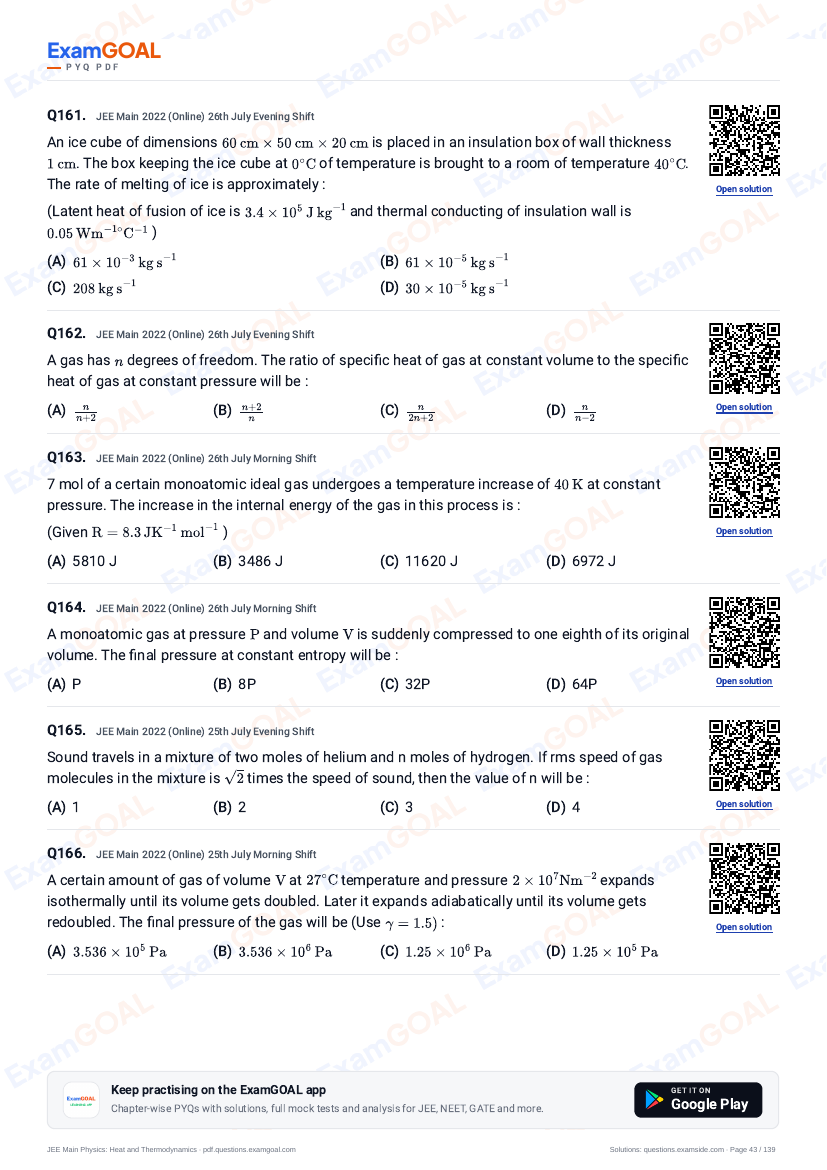 ExamGOAL
PYQ PDF
Q161. JEE Main 2022 (Online) 26th July Evening Shift
An ice cube of dimensions 60 cm × 50 cm × 20 cm is placed in an insulation box of wall thickness
1 cm. The box keeping the ice cube at 0°C of temperature is brought to a room of temperature 40°C.
The rate of melting of ice is approximately :
(Latent heat of fusion of ice is 3.4 × 10⁵ J kg⁻¹ and thermal conducting of insulation wall is
0.05 Wm⁻¹°C⁻¹ )
(A) 61 × 10⁻³ kg s⁻¹ (B) 61 × 10⁻⁵ kg s⁻¹
(C) 208 kg s⁻¹ (D) 30 × 10⁻⁵ kg s⁻¹
Open solution
Q162. JEE Main 2022 (Online) 26th July Evening Shift
A gas has n degrees of freedom. The ratio of specific heat of gas at constant volume to the specific
heat of gas at constant pressure will be :
(A) n/(n+2) (B) (n+2)/n (C) n/(2n+2) (D) n/(n−2)
Open solution
Q163. JEE Main 2022 (Online) 26th July Morning Shift
7 mol of a certain monoatomic ideal gas undergoes a temperature increase of 40 K at constant
pressure. The increase in the internal energy of the gas in this process is :
(Given R = 8.3 JK⁻¹ mol⁻¹ )
(A) 5810 J (B) 3486 J (C) 11620 J (D) 6972 J
Open solution
Q164. JEE Main 2022 (Online) 26th July Morning Shift
A monoatomic gas at pressure P and volume V is suddenly compressed to one eighth of its original
volume. The final pressure at constant entropy will be :
(A) P (B) 8P (C) 32P (D) 64P
Open solution
Q165. JEE Main 2022 (Online) 25th July Evening Shift
Sound travels in a mixture of two moles of helium and n moles of hydrogen. If rms speed of gas
molecules in the mixture is √2 times the speed of sound, then the value of n will be :
(A) 1 (B) 2 (C) 3 (D) 4
Open solution
Q166. JEE Main 2022 (Online) 25th July Morning Shift
A certain amount of gas of volume V at 27°C temperature and pressure 2 × 10⁷Nm⁻² expands
isothermally until its volume gets doubled. Later it expands adiabatically until its volume gets
redoubled. The final pressure of the gas will be (Use γ = 1.5) :
(A) 3.536 × 10⁵ Pa (B) 3.536 × 10⁶ Pa (C) 1.25 × 10⁶ Pa (D) 1.25 × 10⁵ Pa
Open solution
ExamGOAL
Keep practising on the ExamGOAL app
Chapter-wise PYQs with solutions, full mock tests and analysis for JEE, NEET, GATE and more.
GET IT ON
Google Play
JEE Main Physics: Heat and Thermodynamics · pdf.questions.examgoal.com
Solutions: questions.examside.com · Page 43 / 139